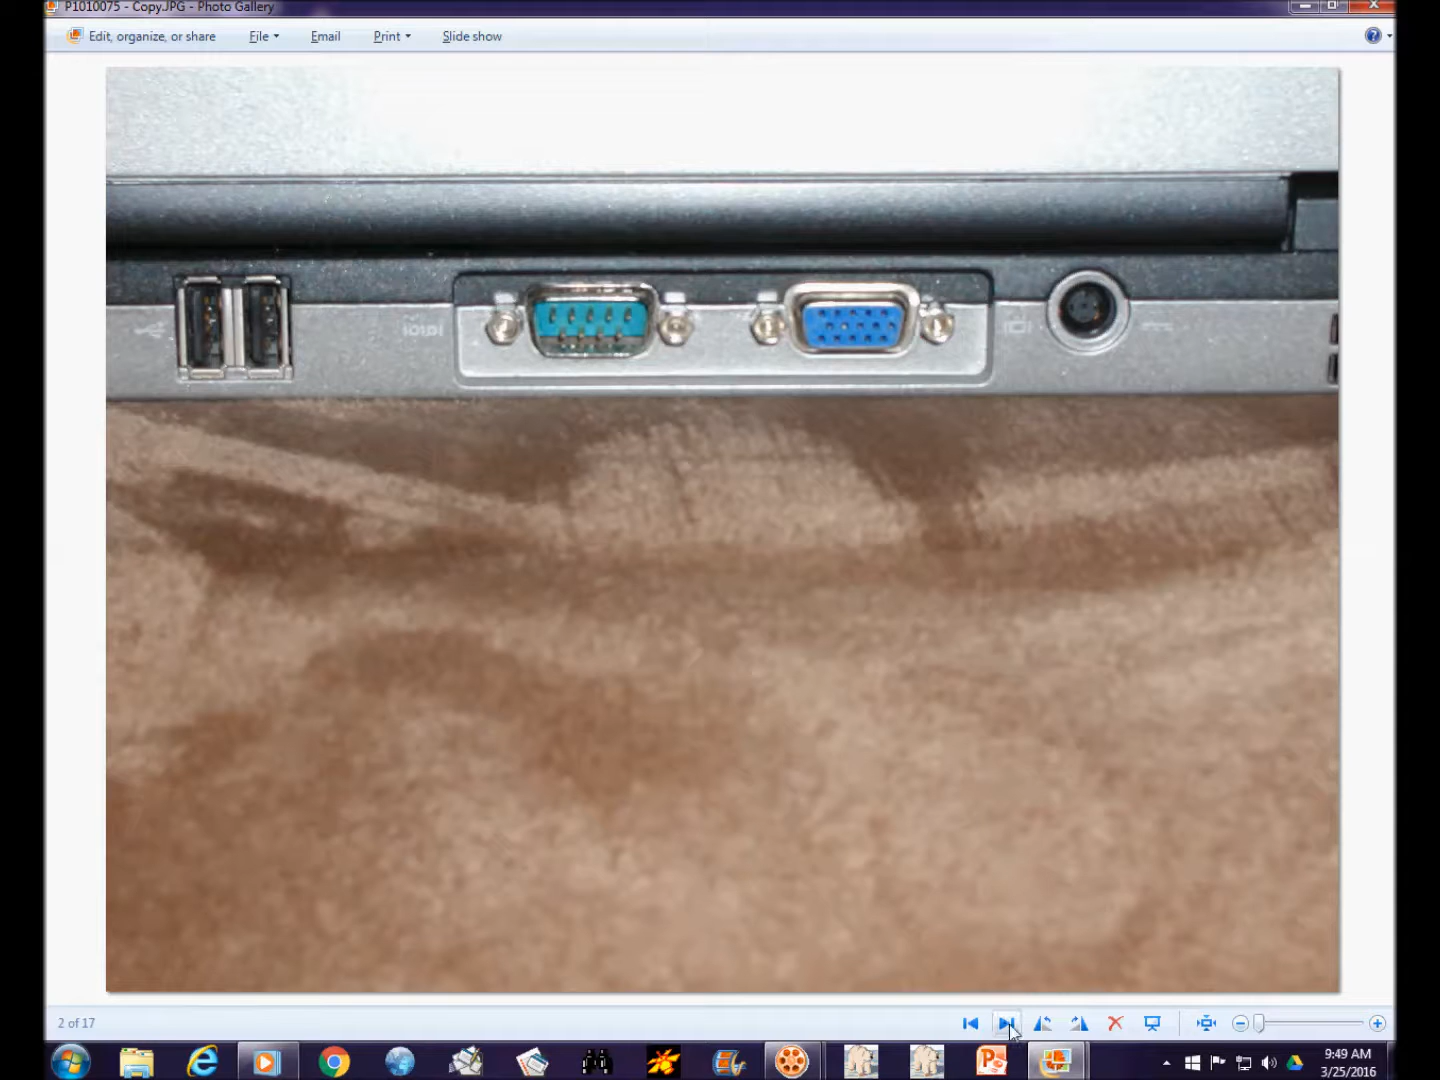 P1010075 - Copy.JPG - Photo Gallery
Edit, organize, or share File Email Print Slide show
IOIOI
2 of 17
9:49 AM
3/25/2016